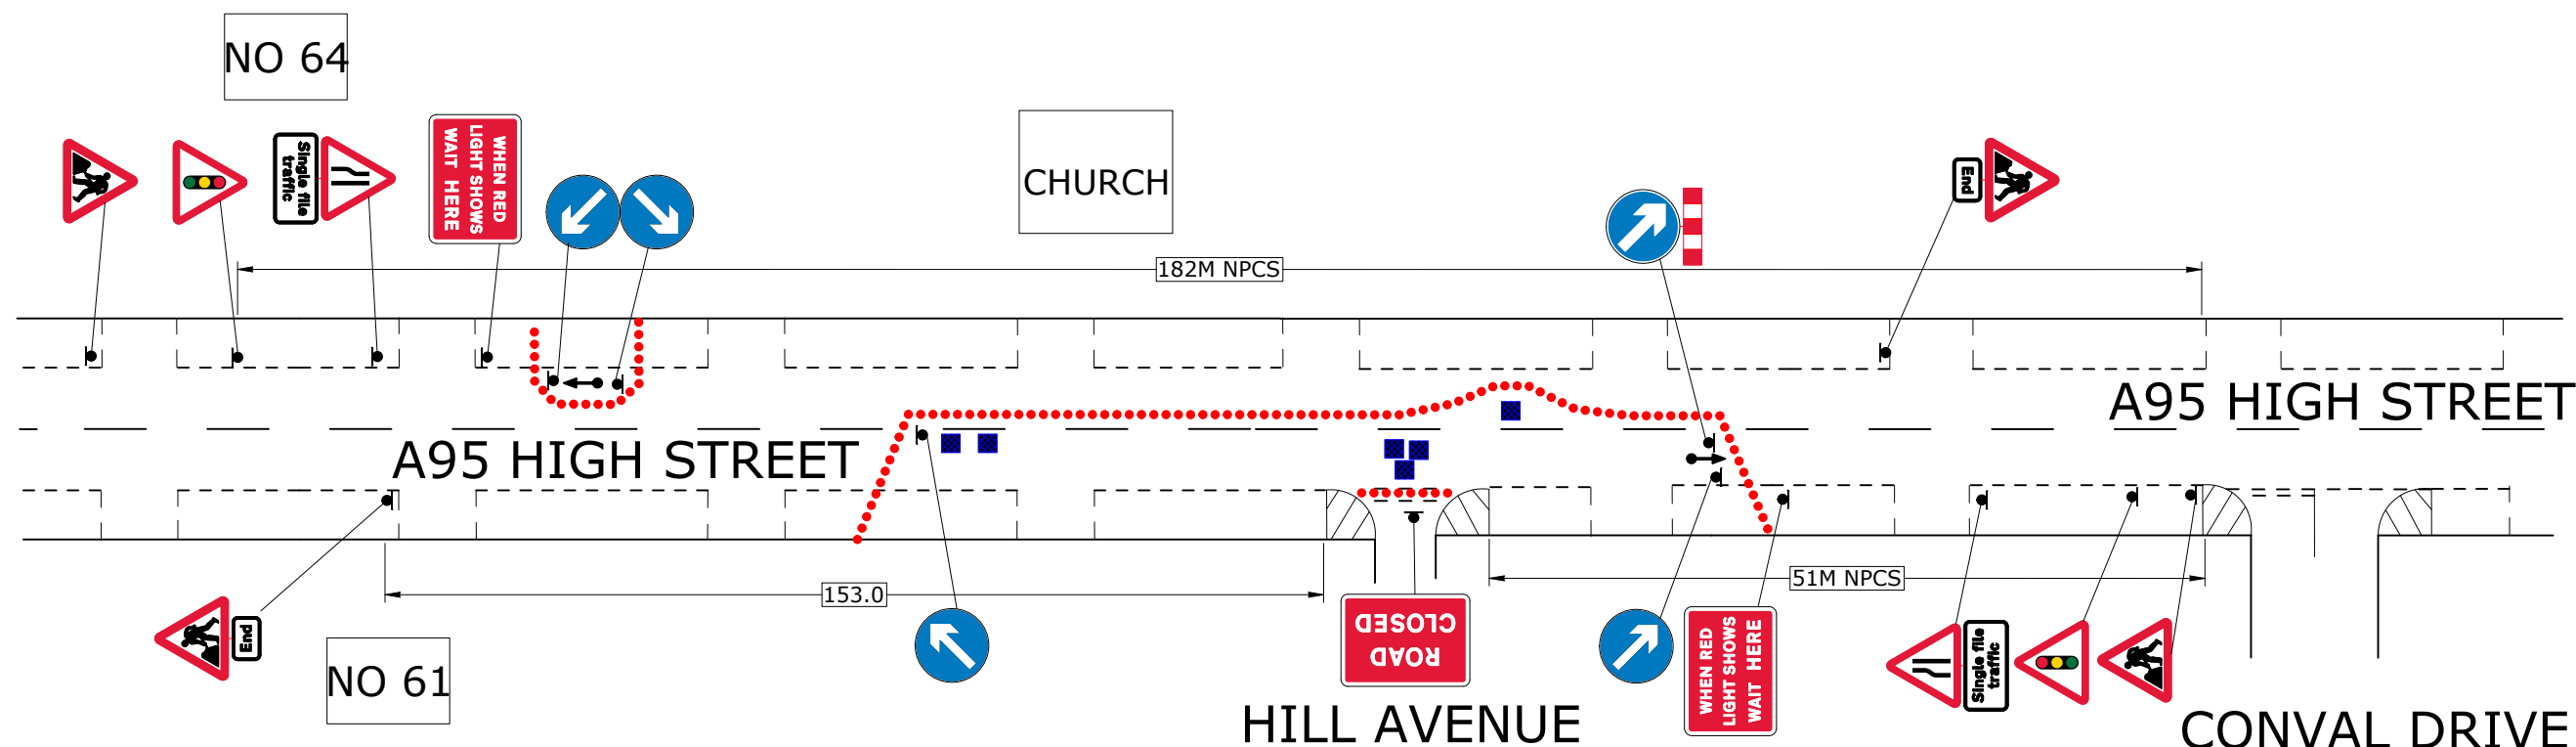 NO 64
Single file
traffic
WHEN RED
LIGHT SHOWS
WAIT HERE
CHURCH
End
182M NPCS
A95 HIGH STREET
A95 HIGH STREET
153.0
51M NPCS
End
NO 61
ROAD
CLOSED
WHEN RED
LIGHT SHOWS
WAIT HERE
Single file
traffic
HILL AVENUE
CONVAL DRIVE